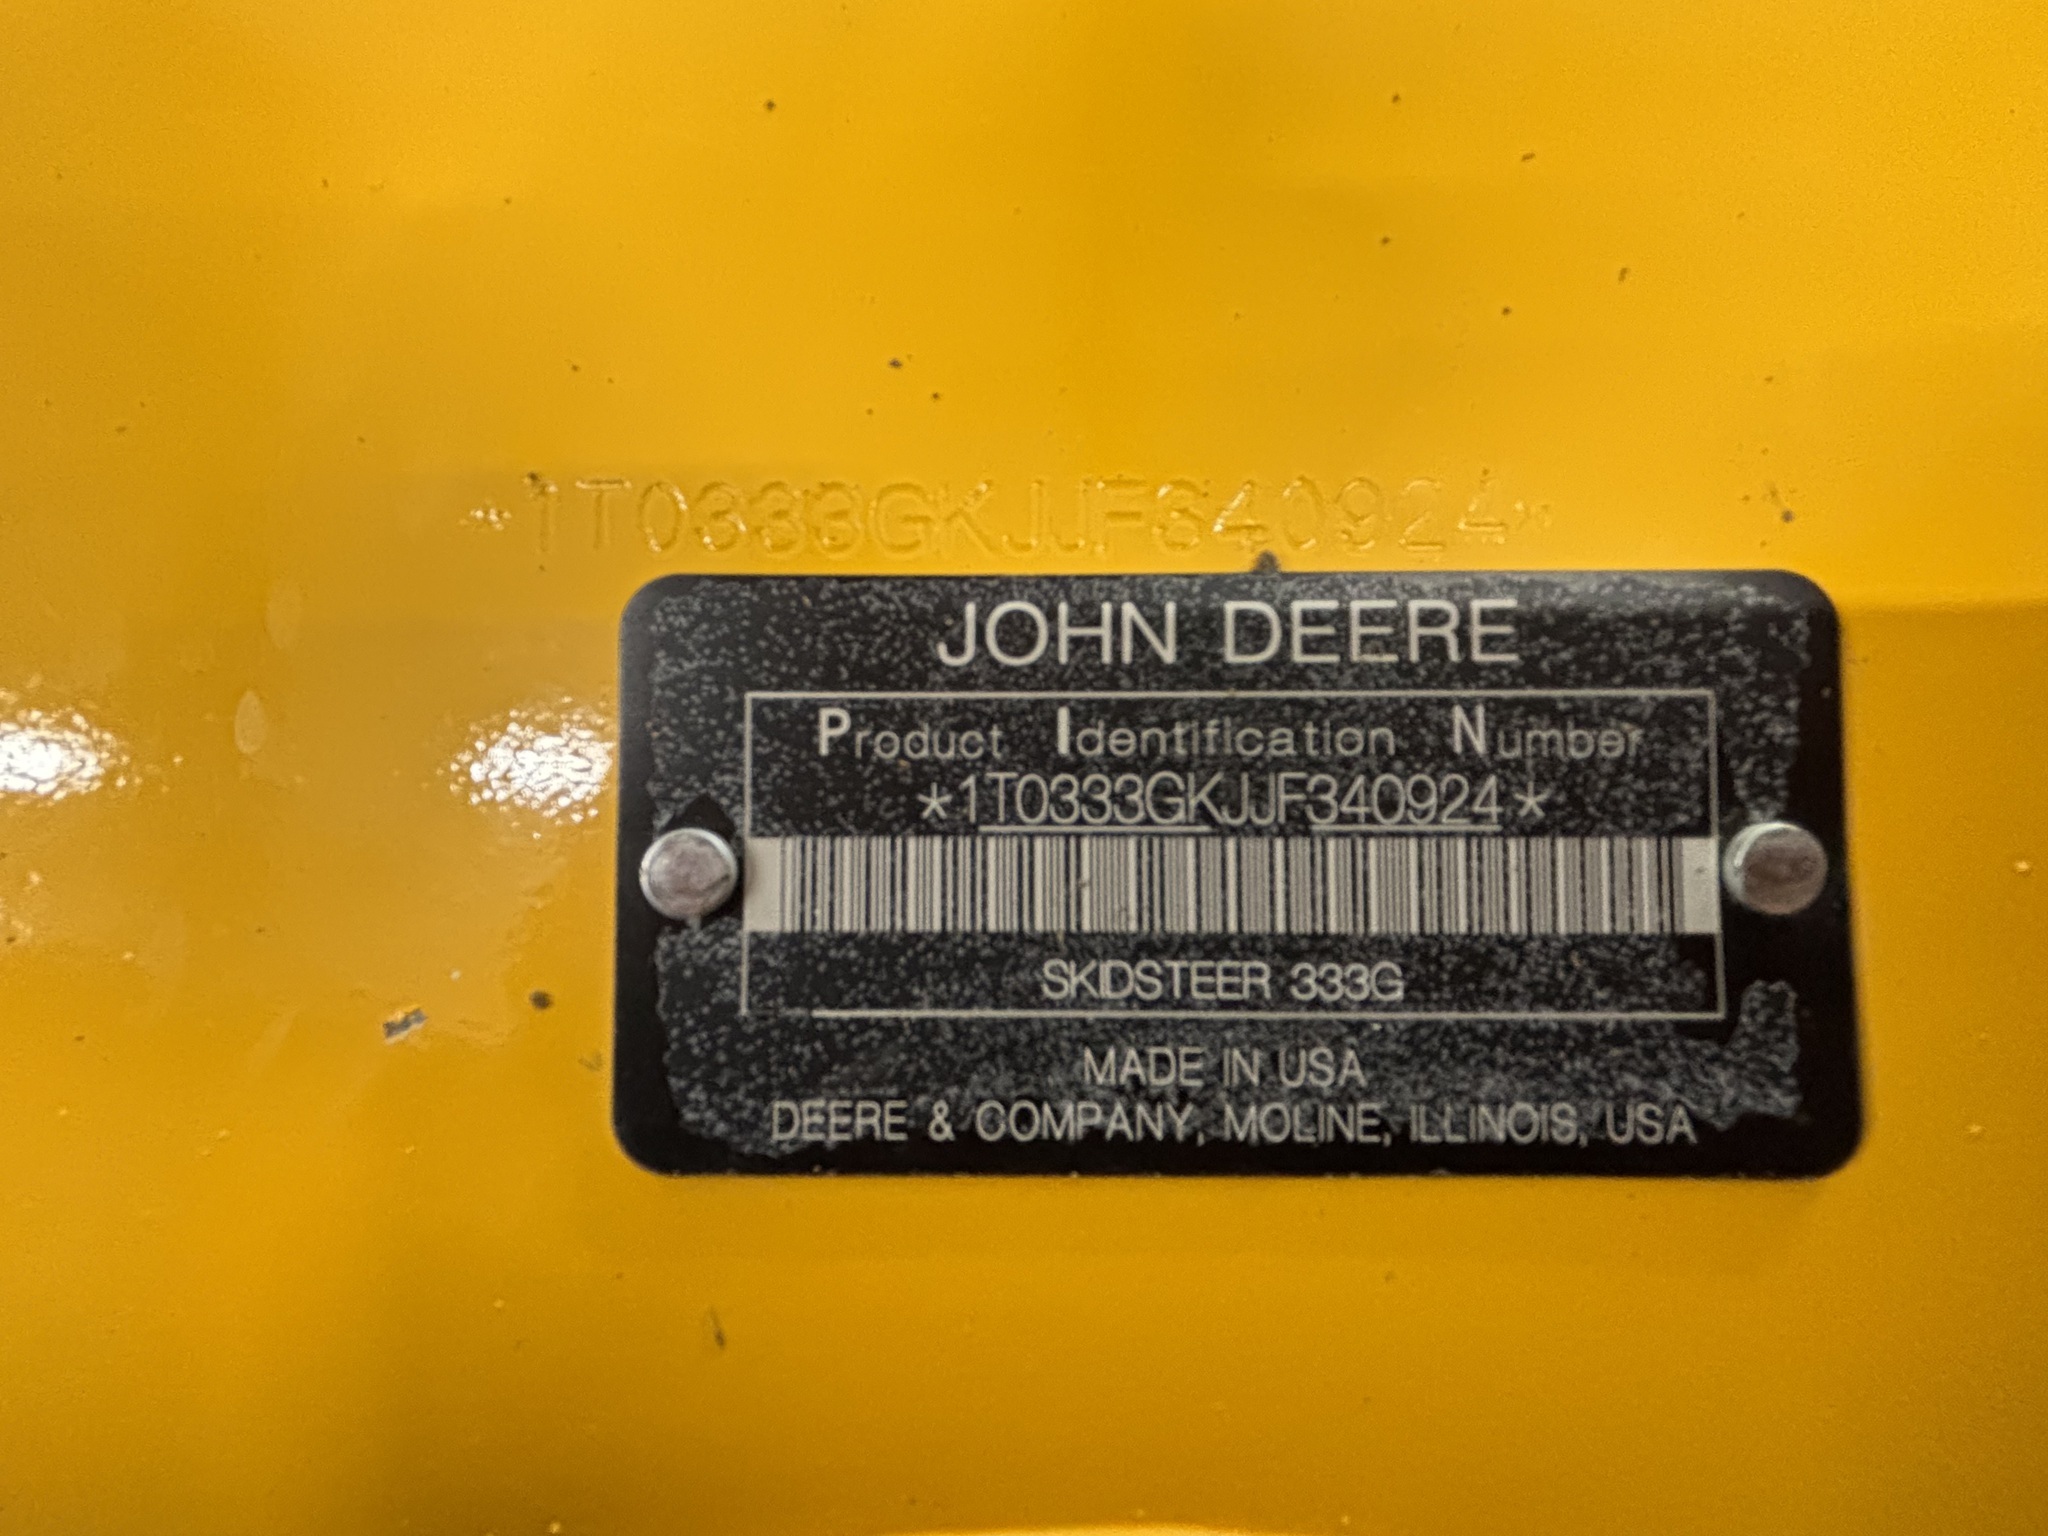 *1T0333GKJJF340924*
JOHN DEERE
Product Identification Number
*1T0333GKJJF340924*
SKIDSTEER 333G
MADE IN USA
DEERE & COMPANY, MOLINE, ILLINOIS, USA